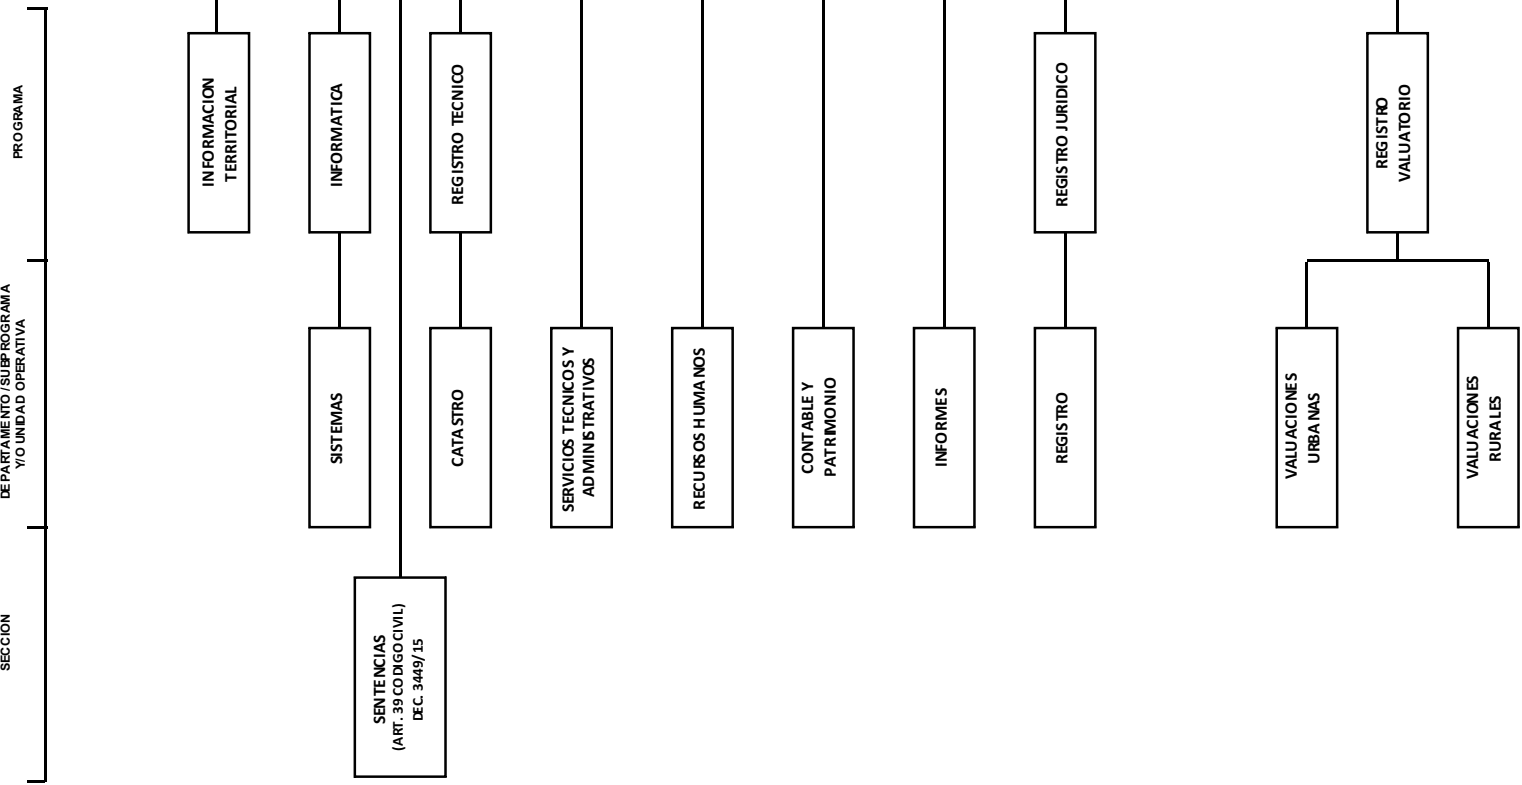 PROGRAMA
INFORMACION
TERRITORIAL
INFORMATICA
REGISTRO TECNICO
REGISTRO JURIDICO
REGISTRO
VALUATORIO
DEPARTAMENTO/SUBPROGRAMA
Y/O UNIDAD OPERATIVA
SISTEMAS
CATASTRO
SERVICIOS TECNICOS Y
ADMINISTRATIVOS
RECURSOS HUMANOS
CONTABLE Y
PATRIMONIO
INFORMES
REGISTRO
VALUACIONES
URBANAS
VALUACIONES
RURALES
SECCION
SENTENCIAS
(ART. 39 CODIGO CIVIL)
DEC. 3449/15